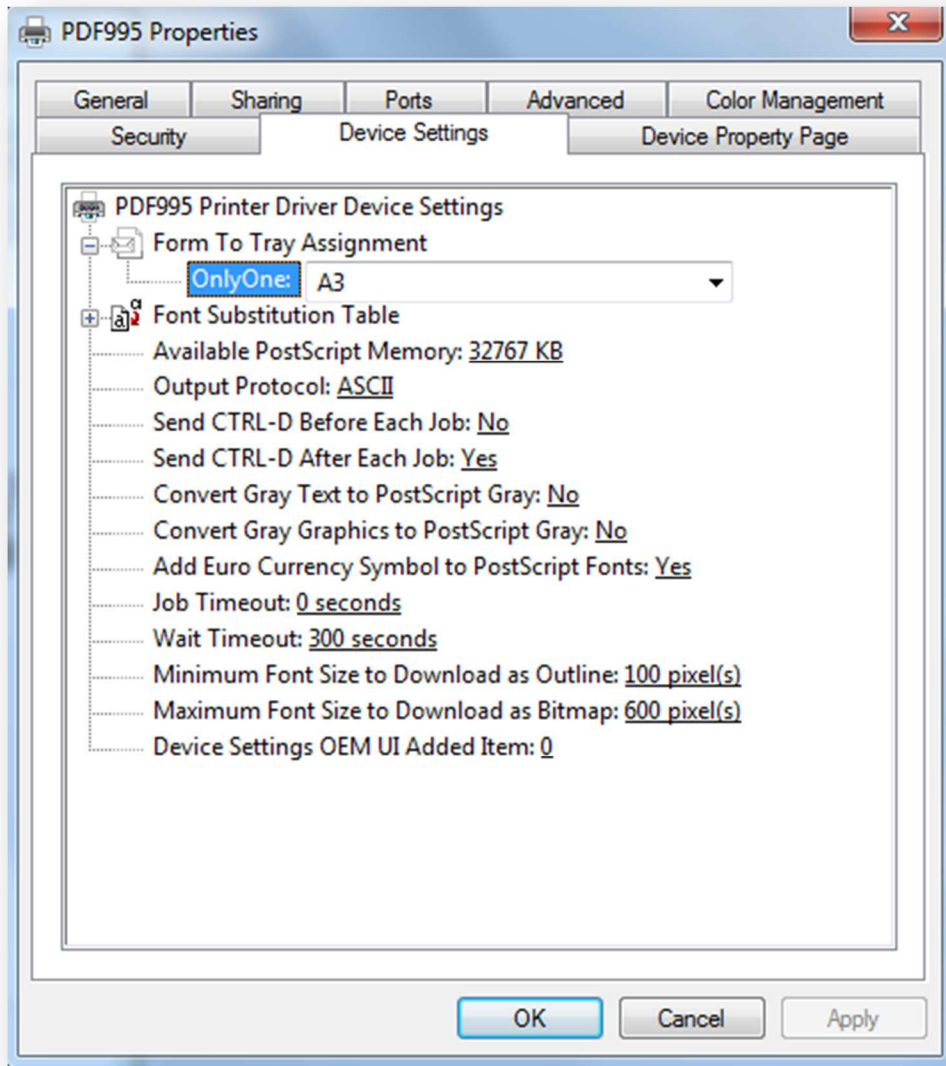 PDF995 Properties
x
General Sharing Ports Advanced Color Management
Security Device Settings Device Property Page
PDF995 Printer Driver Device Settings
Form To Tray Assignment
OnlyOne: A3
Font Substitution Table
Available PostScript Memory: 32767 KB
Output Protocol: ASCII
Send CTRL-D Before Each Job: No
Send CTRL-D After Each Job: Yes
Convert Gray Text to PostScript Gray: No
Convert Gray Graphics to PostScript Gray: No
Add Euro Currency Symbol to PostScript Fonts: Yes
Job Timeout: 0 seconds
Wait Timeout: 300 seconds
Minimum Font Size to Download as Outline: 100 pixel(s)
Maximum Font Size to Download as Bitmap: 600 pixel(s)
Device Settings OEM UI Added Item: 0
OK Cancel Apply